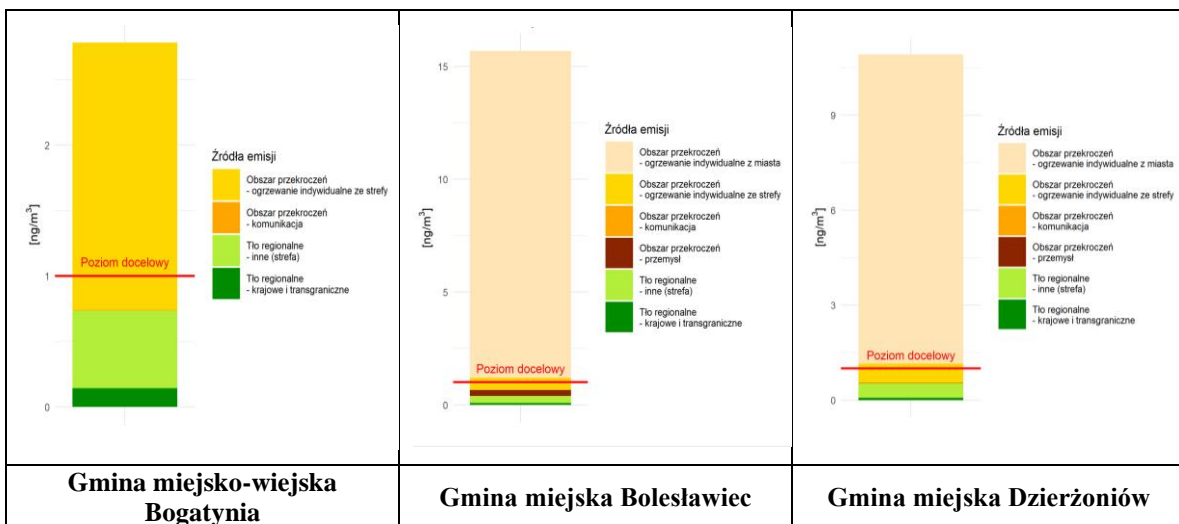 2
1
0
[ng/m³]
Poziom docelowy
Źródła emisji
Obszar przekroczeń
- ogrzewanie indywidualne ze strefy
Obszar przekroczeń
- komunikacja
Tło regionalne
- inne (strefa)
Tło regionalne
- krajowe i transgraniczne
15
10
5
0
[ng/m³]
Poziom docelowy
Źródła emisji
Obszar przekroczeń
- ogrzewanie indywidualne z miasta
Obszar przekroczeń
- ogrzewanie indywidualne ze strefy
Obszar przekroczeń
- komunikacja
Obszar przekroczeń
- przemysł
Tło regionalne
- inne (strefa)
Tło regionalne
- krajowe i transgraniczne
9
6
3
0
[ng/m³]
Poziom docelowy
Źródła emisji
Obszar przekroczeń
- ogrzewanie indywidualne z miasta
Obszar przekroczeń
- ogrzewanie indywidualne ze strefy
Obszar przekroczeń
- komunikacja
Obszar przekroczeń
- przemysł
Tło regionalne
- inne (strefa)
Tło regionalne
- krajowe i transgraniczne
Gmina miejsko-wiejska
Bogatynia
Gmina miejska Bolesławiec
Gmina miejska Dzierżoniów